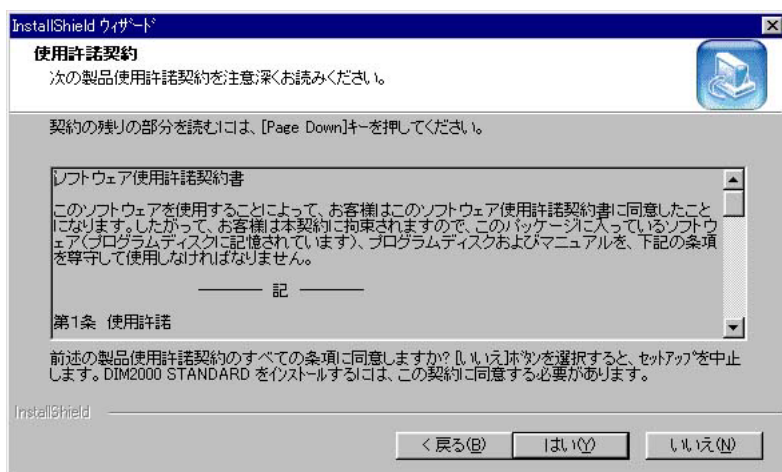 InstallShield ウィザード
使用許諾契約
次の製品使用許諾契約を注意深くお読みください。
契約の残りの部分を読むには、[Page Down]キーを押してください。
ソフトウェア使用許諾契約書
このソフトウェアを使用することによって、お客様はこのソフトウェア使用許諾契約書に同意したこと
になります。したがって、お客様は本契約に拘束されますので、このパッケージに入っているソフトウ
ェア(プログラムディスクに記憶されています)、プログラムディスクおよびマニュアルを、下記の条項
を尊守して使用しなければなりません。
――― 記 ―――
第1条 使用許諾
前述の製品使用許諾契約のすべての条項に同意しますか? [いいえ]ボタンを選択すると、セットアップを中止
します。DIM2000 STANDARD をインストールするには、この契約に同意する必要があります。
InstallShield
< 戻る(B)
はい(Y)
いいえ(N)